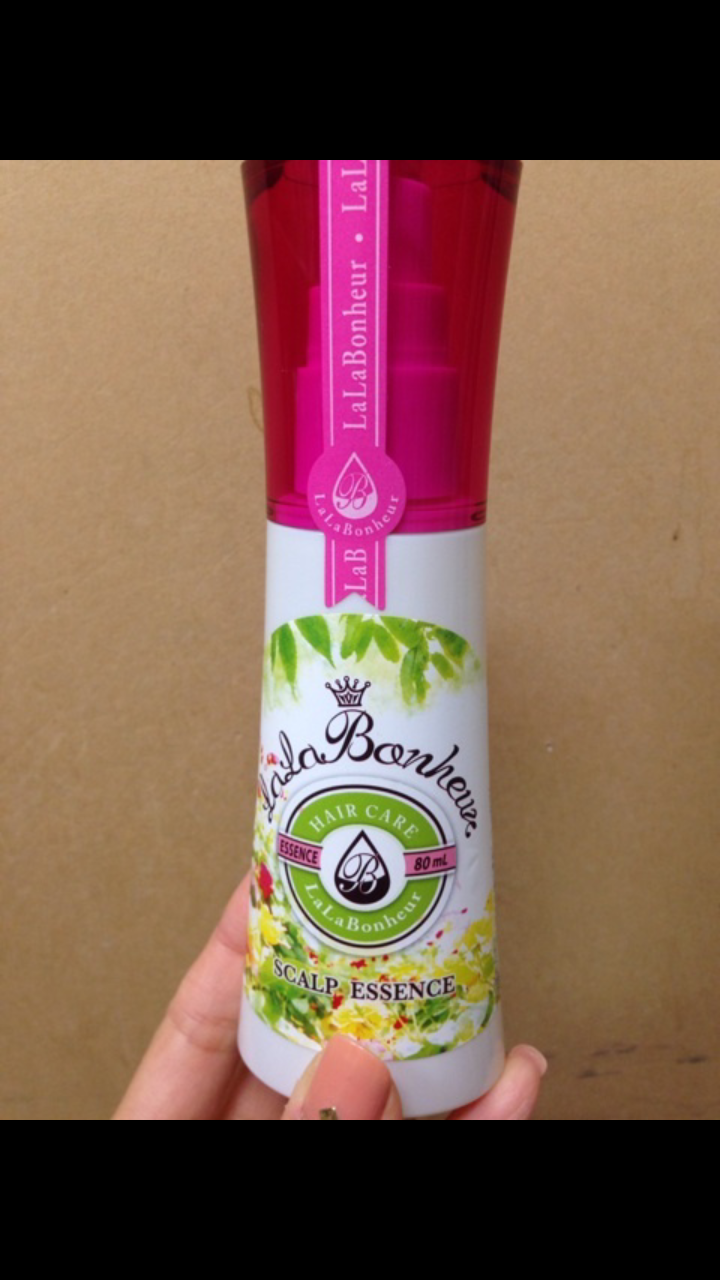 LaLaBonheur • LaL
LaLaBonheur
LaB
LaLaBonheur
HAIR CARE
ESSENCE
B
80 mL
LaLaBonheur
SCALP ESSENCE